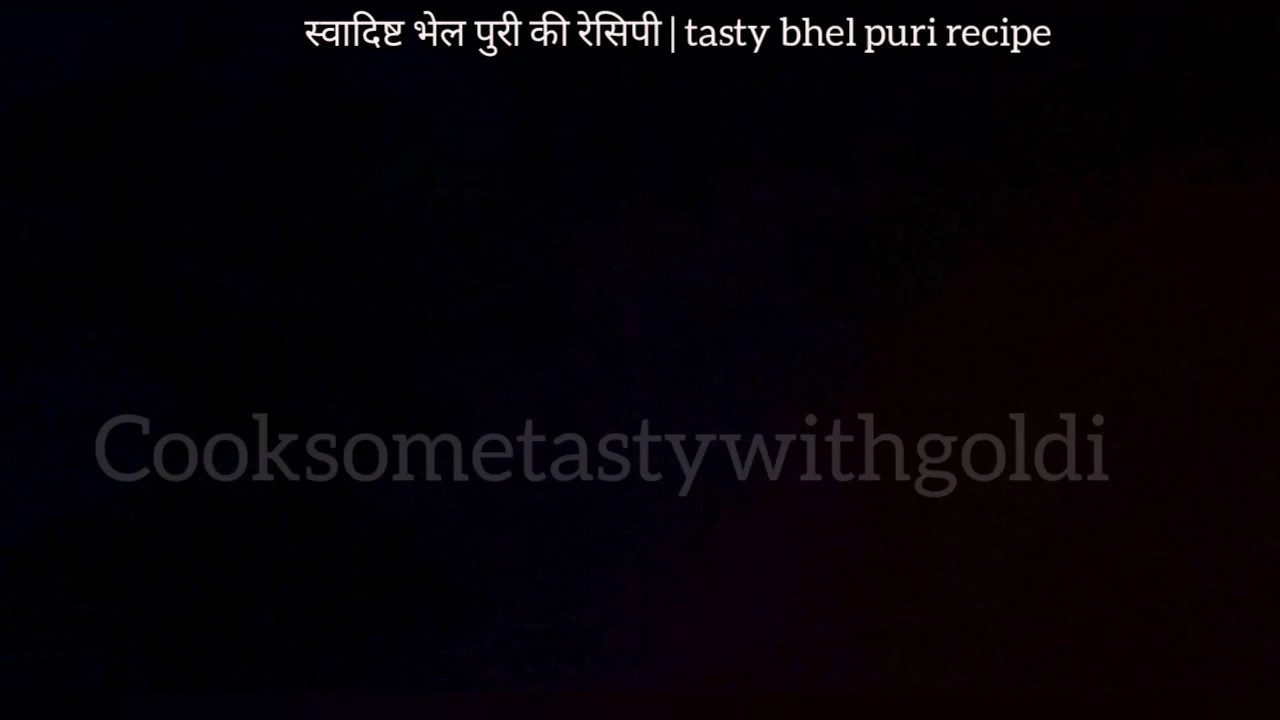 स्वादिष्ट भेल पुरी की रेसिपी | tasty bhel puri recipe
Cooksometastywithgoldi